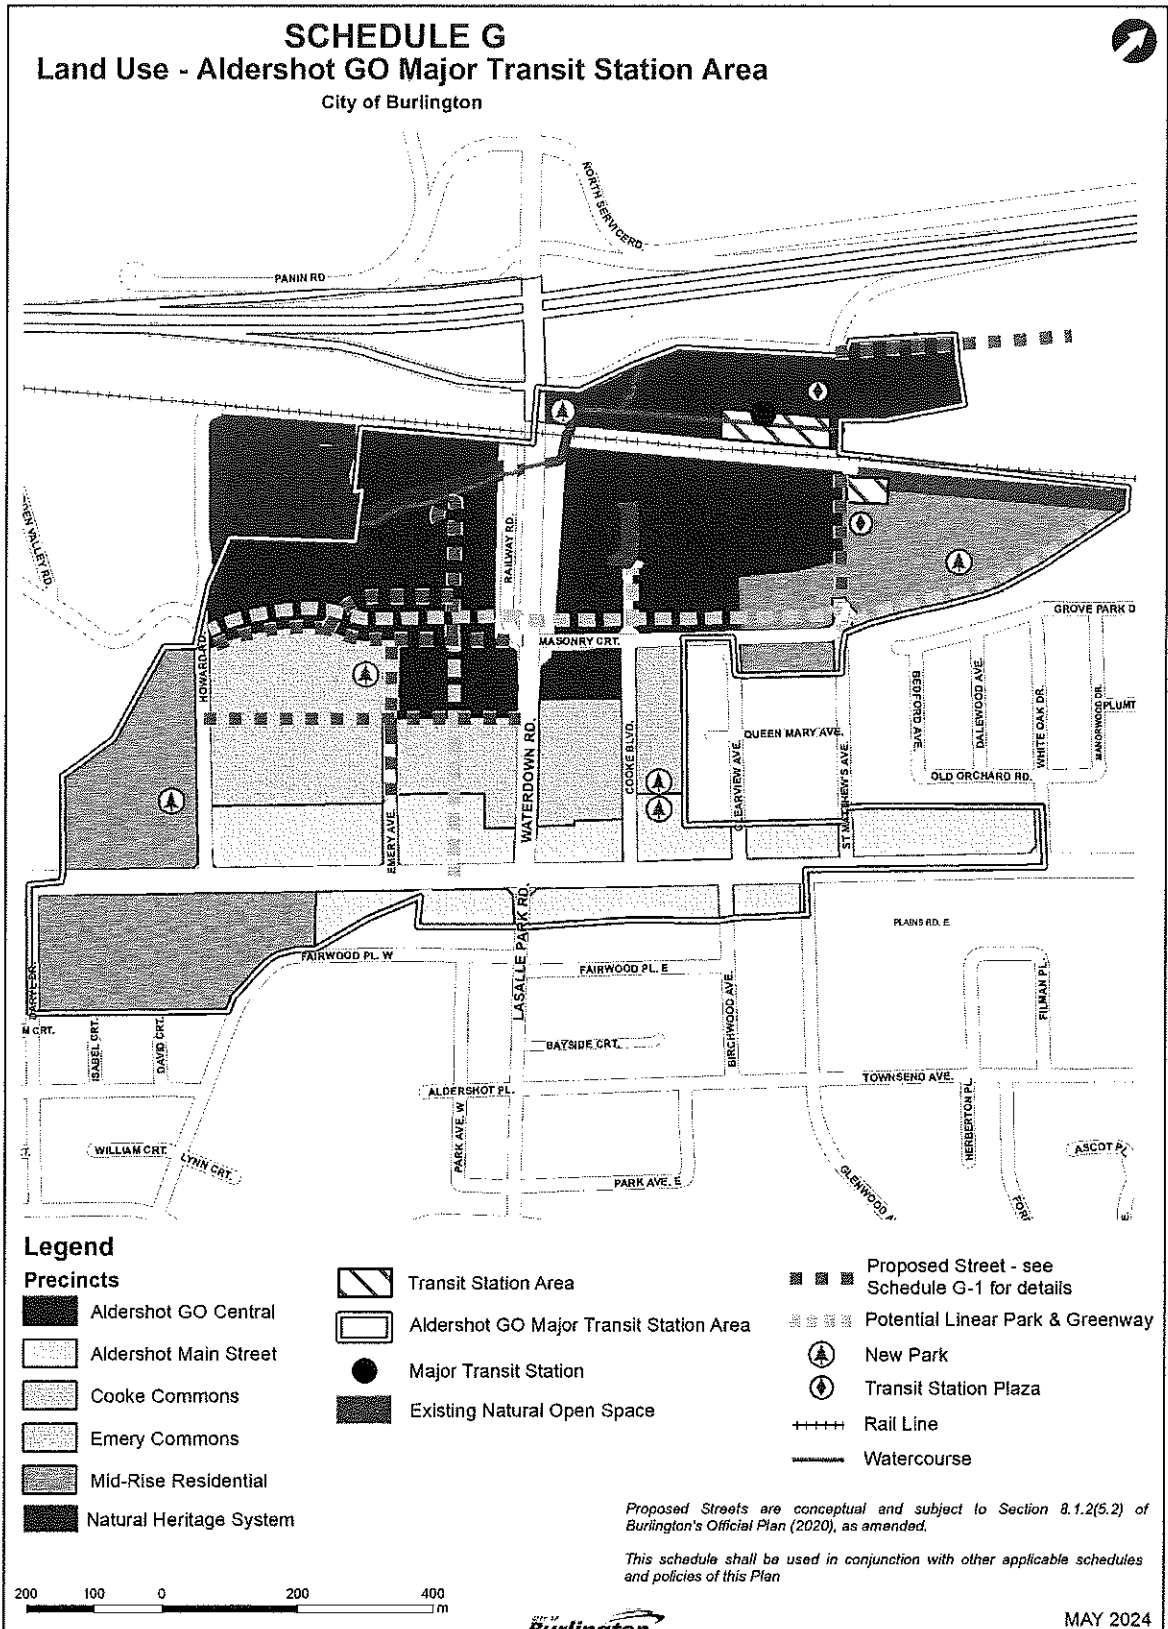 SCHEDULE G
Land Use - Aldershot GO Major Transit Station Area
City of Burlington
NORTH SERVICE RD.
PANIN RD
RAILWAY RD.
HOWARD RD.
MASONRY CRT.
GROVE PARK D
BEDFORD AVE.
DALEWOOD AVE.
WHITE OAK DR.
MANORWOOD DR.
PLUMT
WATERDOWN RD.
COOKE BLVD.
QUEEN MARY AVE.
CLEARVIEW AVE.
ST MATTHEW'S AVE.
OLD ORCHARD RD.
EMERY AVE.
LASALLE PARK RD.
PLAINS RD. E
FAIRWOOD PL. W
FAIRWOOD PL. E
DARYL DR.
M CRT.
ISABEL CRT.
DAVID CRT.
BIRCHWOOD AVE.
FILMAN PL.
BAYSIDE CRT.
ALDERSHOT PL.
TOWNSEND AVE.
WILLIAM CRT.
LYNN CRT.
PARK AVE. W
PARK AVE. E
HERBERTON PL.
GLENWOOD A
ASCOT PL
Legend
Precincts
Aldershot GO Central
Aldershot Main Street
Cooke Commons
Emery Commons
Mid-Rise Residential
Natural Heritage System
Transit Station Area
Aldershot GO Major Transit Station Area
Major Transit Station
Existing Natural Open Space
Proposed Street - see
Schedule G-1 for details
Potential Linear Park & Greenway
New Park
Transit Station Plaza
Rail Line
Watercourse
Proposed Streets are conceptual and subject to Section 8.1.2(5.2) of
Burlington's Official Plan (2020), as amended.
This schedule shall be used in conjunction with other applicable schedules
and policies of this Plan
200 100 0 200 400
m
CITY OF
Burlington
MAY 2024